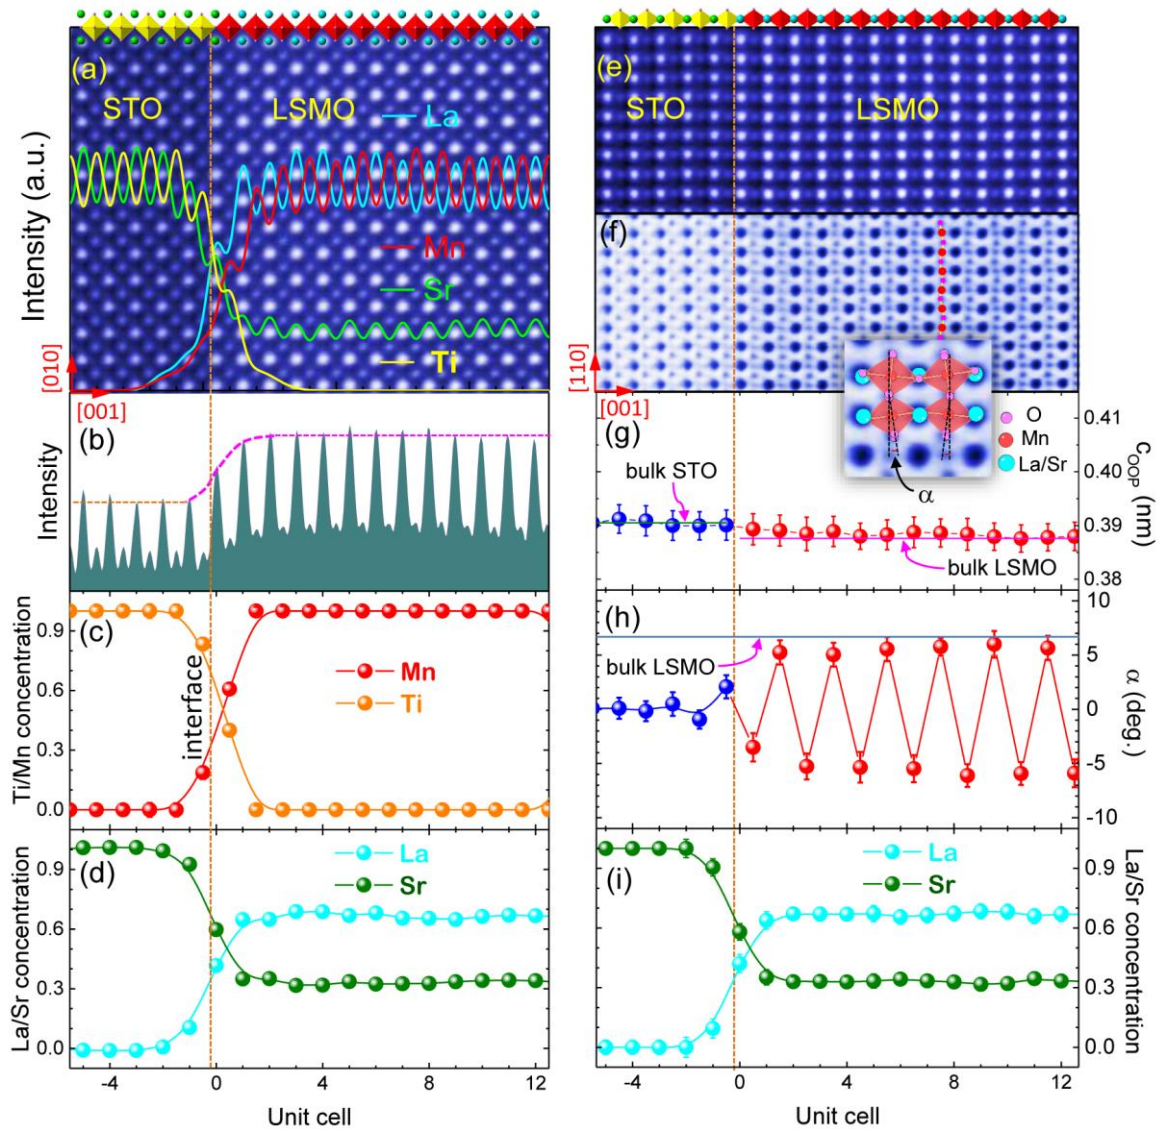 (a)
STO
LSMO
La
Mn
Sr
Ti
Intensity (a.u.)
[010]
[001]
(b)
Intensity
(c)
Mn
Ti
interface
Ti/Mn concentration
0.9
0.6
0.3
0.0
(d)
La
Sr
La/Sr concentration
0.9
0.6
0.3
0.0
-4
0
4
8
12
Unit cell
(e)
STO
LSMO
(f)
[110]
[001]
O
Mn
La/Sr
α
(g)
bulk STO
bulk LSMO
0.41
0.40
0.39
0.38
cOOP (nm)
(h)
bulk LSMO
10
5
0
-5
-10
α (deg.)
(i)
La
Sr
0.9
0.6
0.3
0.0
La/Sr concentration
-4
0
4
8
12
Unit cell